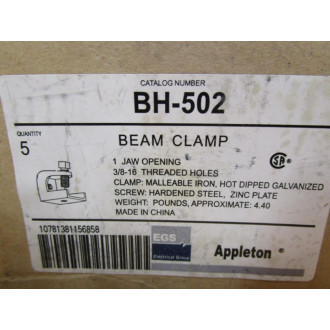 CATALOG NUMBER
BH-502
QUANTITY
5
BEAM CLAMP
1 JAW OPENING
3/8-16 THREADED HOLES
CLAMP: MALLEABLE IRON, HOT DIPPED GALVANIZED
SCREW: HARDENED STEEL, ZINC PLATE
WEIGHT: POUNDS, APPROXIMATE: 4.40
MADE IN CHINA
10781381156858
EGS
Electrical Group
Appleton®